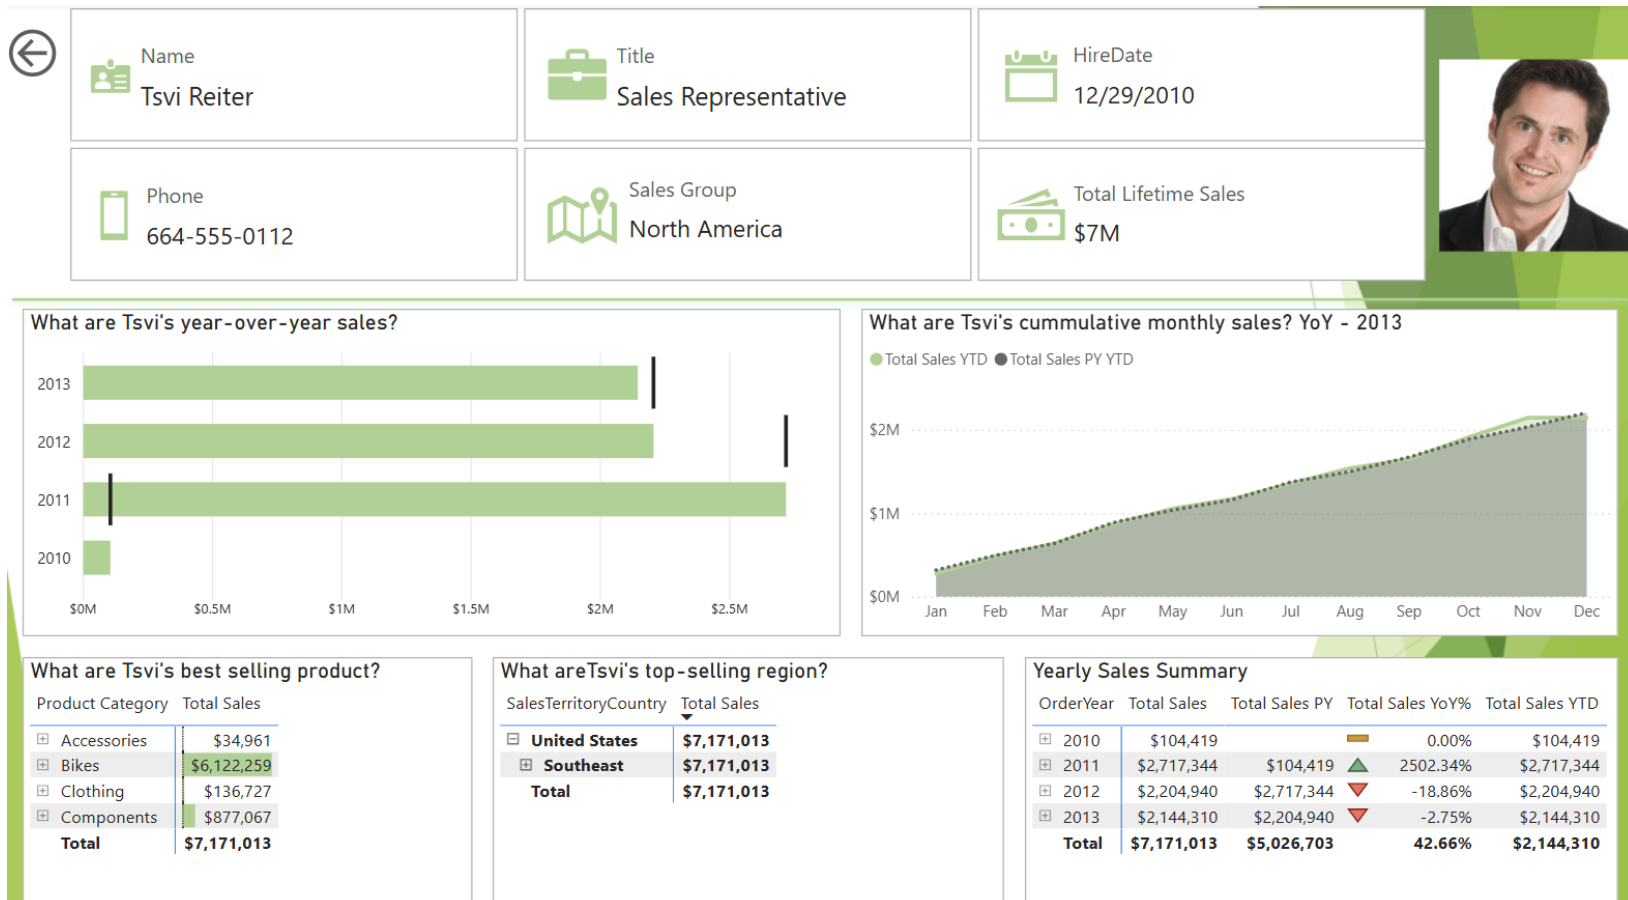 Name
Tsvi Reiter
Title
Sales Representative
HireDate
12/29/2010
Phone
664-555-0112
Sales Group
North America
Total Lifetime Sales
$7M
What are Tsvi's year-over-year sales?
2013
2012
2011
2010
$0M $0.5M $1M $1.5M $2M $2.5M
What are Tsvi's cummulative monthly sales? YoY - 2013
Total Sales YTD Total Sales PY YTD
$2M
$1M
$0M
Jan Feb Mar Apr May Jun Jul Aug Sep Oct Nov Dec
What are Tsvi's best selling product?
Product Category Total Sales
Accessories $34,961
Bikes $6,122,259
Clothing $136,727
Components $877,067
Total $7,171,013
What areTsvi's top-selling region?
SalesTerritoryCountry Total Sales
United States $7,171,013
Southeast $7,171,013
Total $7,171,013
Yearly Sales Summary
OrderYear Total Sales Total Sales PY Total Sales YoY% Total Sales YTD
2010 $104,419 0.00% $104,419
2011 $2,717,344 $104,419 2502.34% $2,717,344
2012 $2,204,940 $2,717,344 -18.86% $2,204,940
2013 $2,144,310 $2,204,940 -2.75% $2,144,310
Total $7,171,013 $5,026,703 42.66% $2,144,310